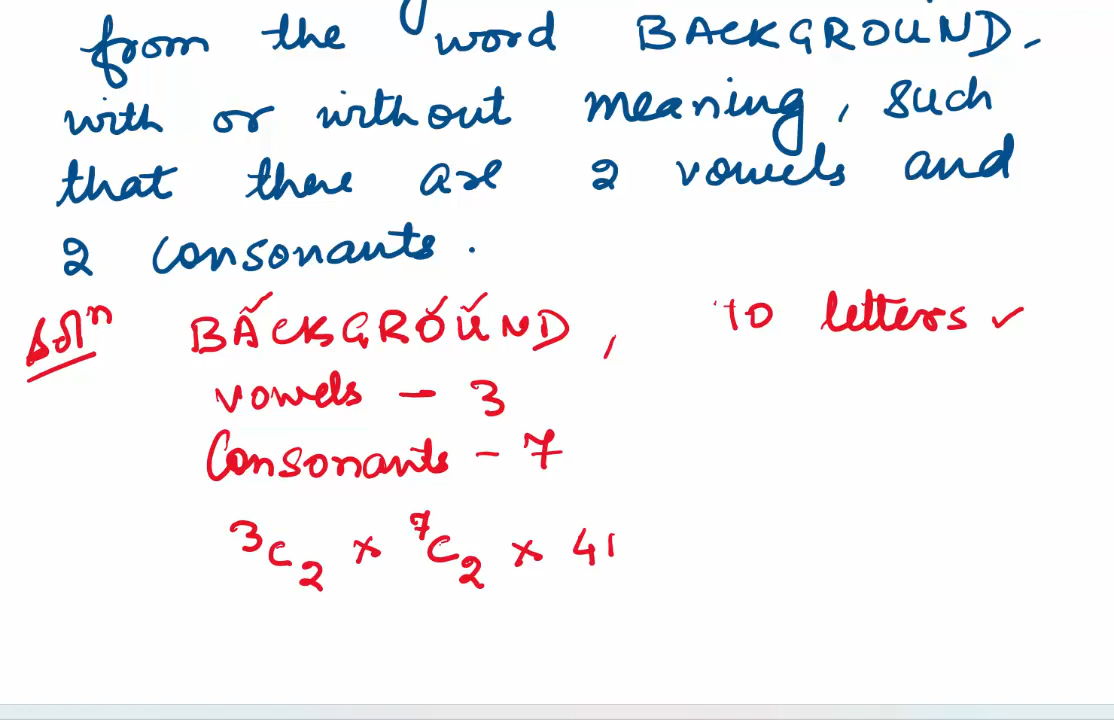 from the word BACKGROUND.
with or without meaning, such
that there are 2 vowels and
2 consonants.
Solⁿ BACKGROUND, 10 letters ✓
vowels - 3
Consonants - 7
³C₂ × ⁷C₂ × 4!